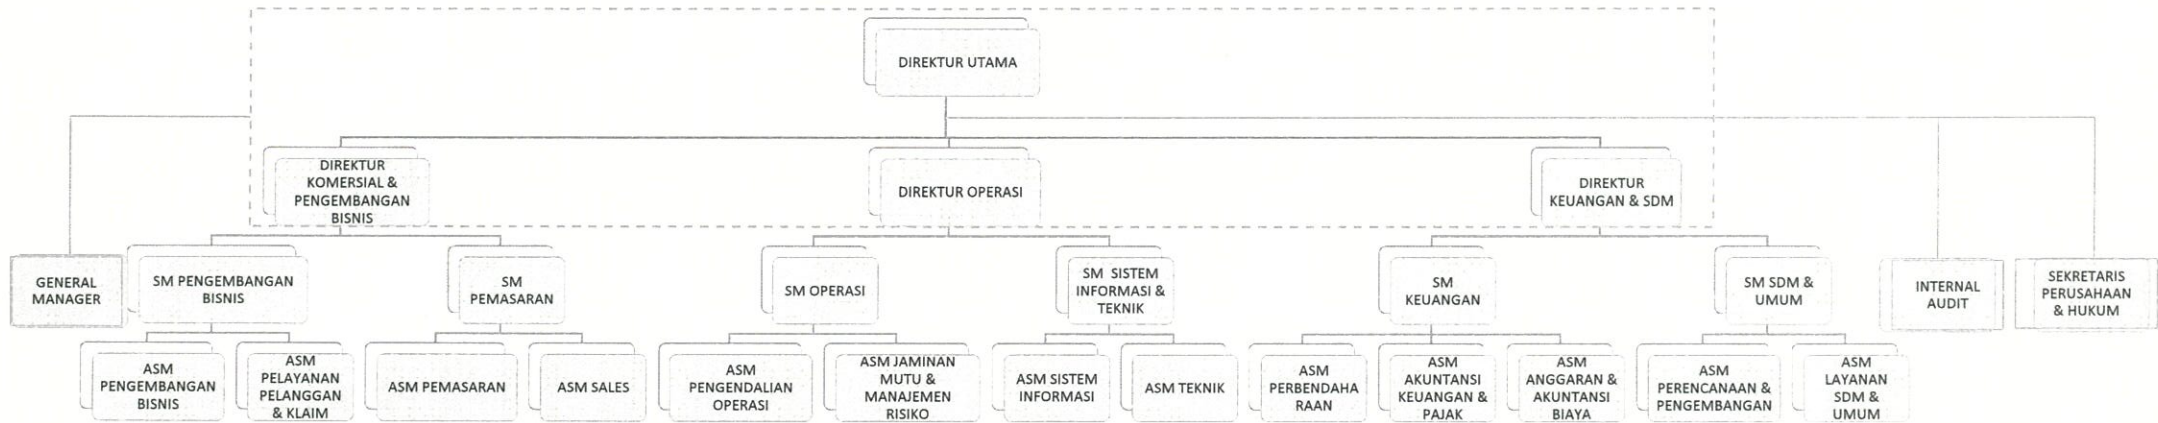 DIREKTUR UTAMA
DIREKTUR
KOMERSIAL &
PENGEMBANGAN
BISNIS
DIREKTUR OPERASI
DIREKTUR
KEUANGAN & SDM
GENERAL
MANAGER
SM PENGEMBANGAN
BISNIS
SM
PEMASARAN
SM OPERASI
SM SISTEM
INFORMASI &
TEKNIK
SM
KEUANGAN
SM SDM &
UMUM
INTERNAL
AUDIT
SEKRETARIS
PERUSAHAAN
& HUKUM
ASM
PENGEMBANGAN
BISNIS
ASM
PELAYANAN
PELANGGAN
& KLAIM
ASM PEMASARAN
ASM SALES
ASM
PENGENDALIAN
OPERASI
ASM JAMINAN
MUTU &
MANAJEMEN
RISIKO
ASM SISTEM
INFORMASI
ASM TEKNIK
ASM
PERBENDAHA
RAAN
ASM
AKUNTANSI
KEUANGAN &
PAJAK
ASM
ANGGARAN &
AKUNTANSI
BIAYA
ASM
PERENCANAAN &
PENGEMBANGAN
ASM
LAYANAN
SDM &
UMUM